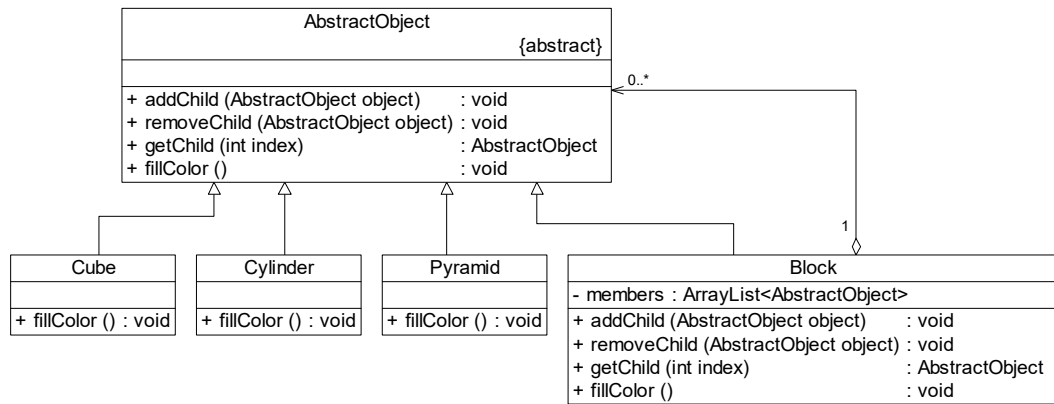 AbstractObject
{abstract}
+ addChild (AbstractObject object) : void
+ removeChild (AbstractObject object) : void
+ getChild (int index) : AbstractObject
+ fillColor () : void
0..*
1
Cube
+ fillColor () : void
Cylinder
+ fillColor () : void
Pyramid
+ fillColor () : void
Block
- members : ArrayList<AbstractObject>
+ addChild (AbstractObject object) : void
+ removeChild (AbstractObject object) : void
+ getChild (int index) : AbstractObject
+ fillColor () : void